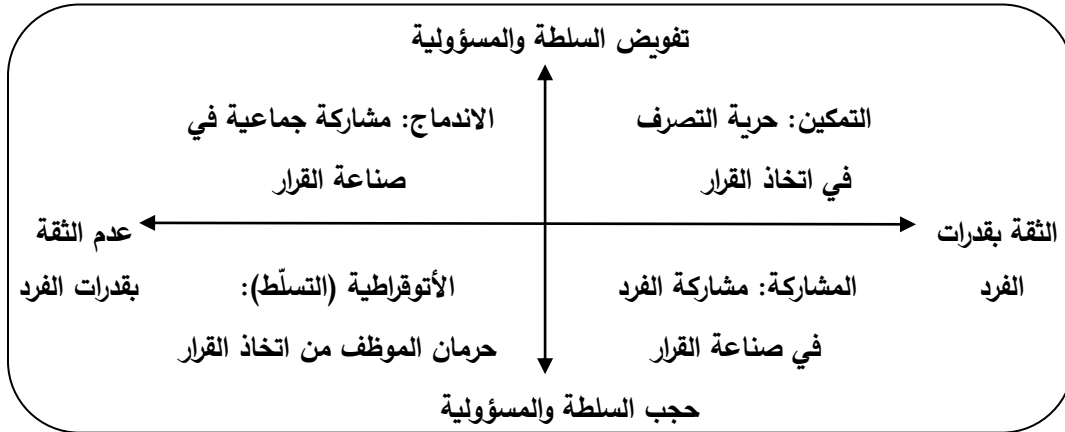 تفويض السلطة والمسؤولية
التمكين: حرية التصرف
في اتخاذ القرار
الاندماج: مشاركة جماعية في
صناعة القرار
الثقة بقدرات
الفرد
عدم الثقة
بقدرات الفرد
المشاركة: مشاركة الفرد
في صناعة القرار
الأتوقراطية (التسلّط):
حرمان الموظف من اتخاذ القرار
حجب السلطة والمسؤولية